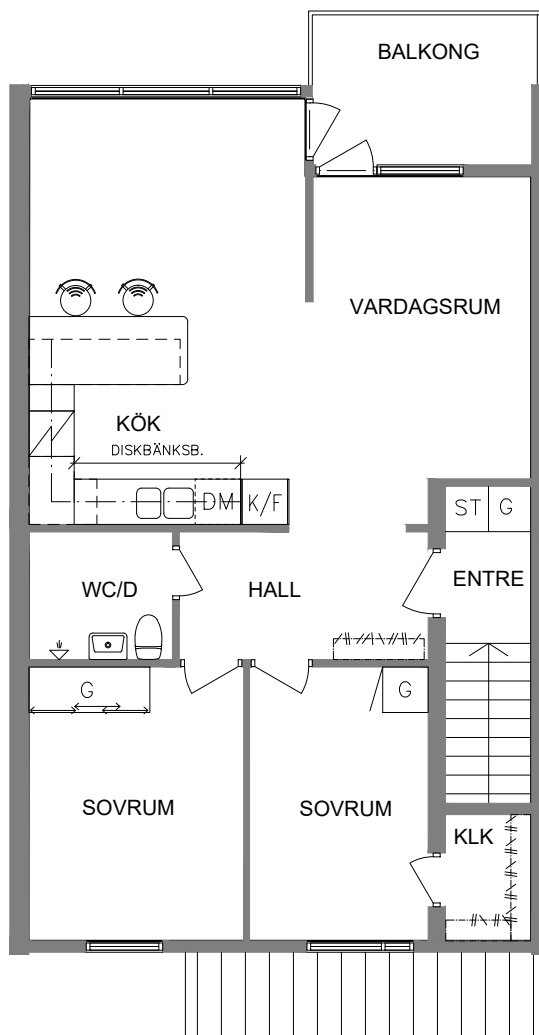 BALKONG
VARDAGSRUM
KÖK
DISKBÄNKSB.
DM K/F
ST G
WC/D
HALL
ENTRE
G
G
SOVRUM
SOVRUM
KLK